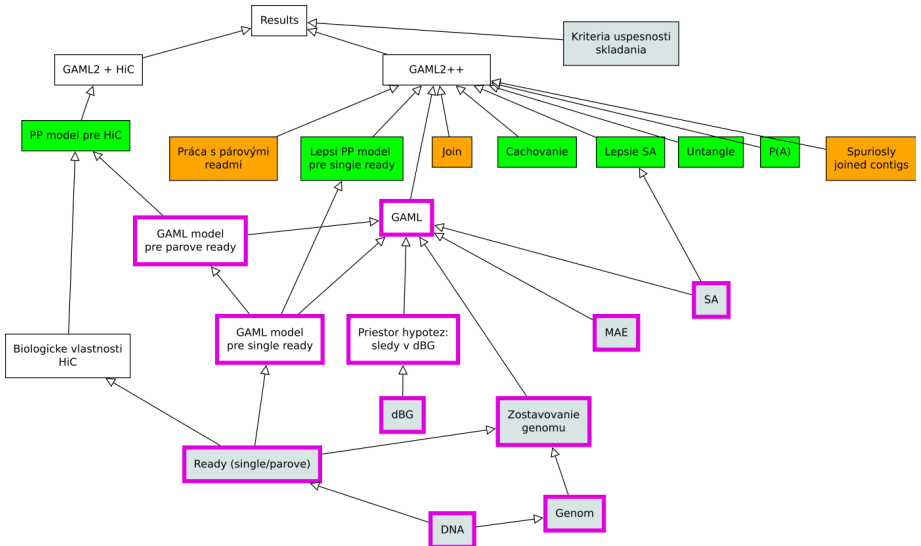 Results
Kriteria uspesnosti
skladania
GAML2 + HiC
GAML2++
PP model pre HiC
Práca s párovými
readmi
Lepsi PP model
pre single ready
Join
Cachovanie
Lepsie SA
Untangle
P(A)
Spuriosly
joined contigs
GAML model
pre parove ready
GAML
SA
Biologicke vlastnosti
HiC
GAML model
pre single ready
Priestor hypotez:
sledy v dBG
MAE
dBG
Zostavovanie
genomu
Ready (single/parove)
DNA
Genom